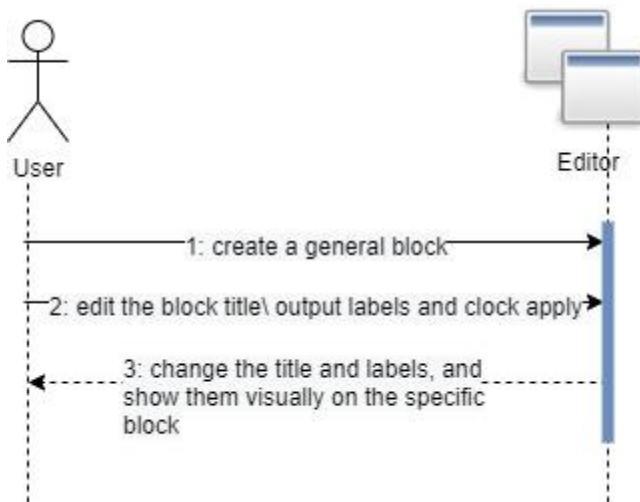 User
Editor
1: create a general block
2: edit the block title\ output labels and clock apply
3: change the title and labels, and
show them visually on the specific
block